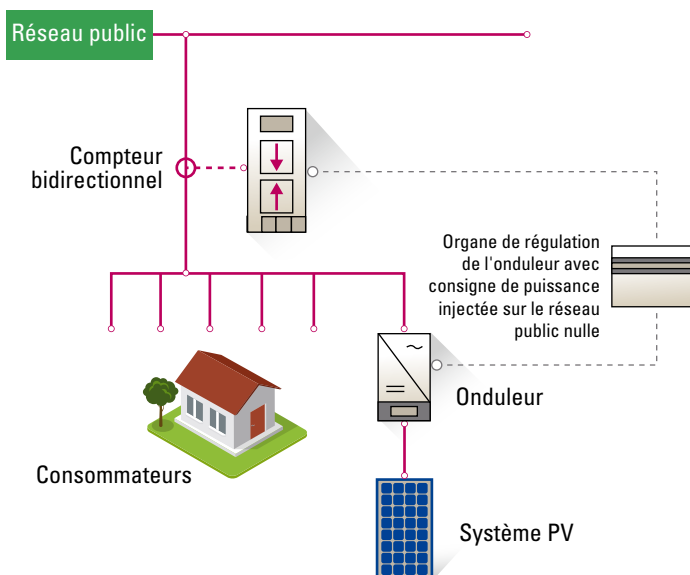 Réseau public
Compteur
bidirectionnel
Organe de régulation
de l'onduleur avec
consigne de puissance
injectée sur le réseau
public nulle
Onduleur
Consommateurs
Système PV